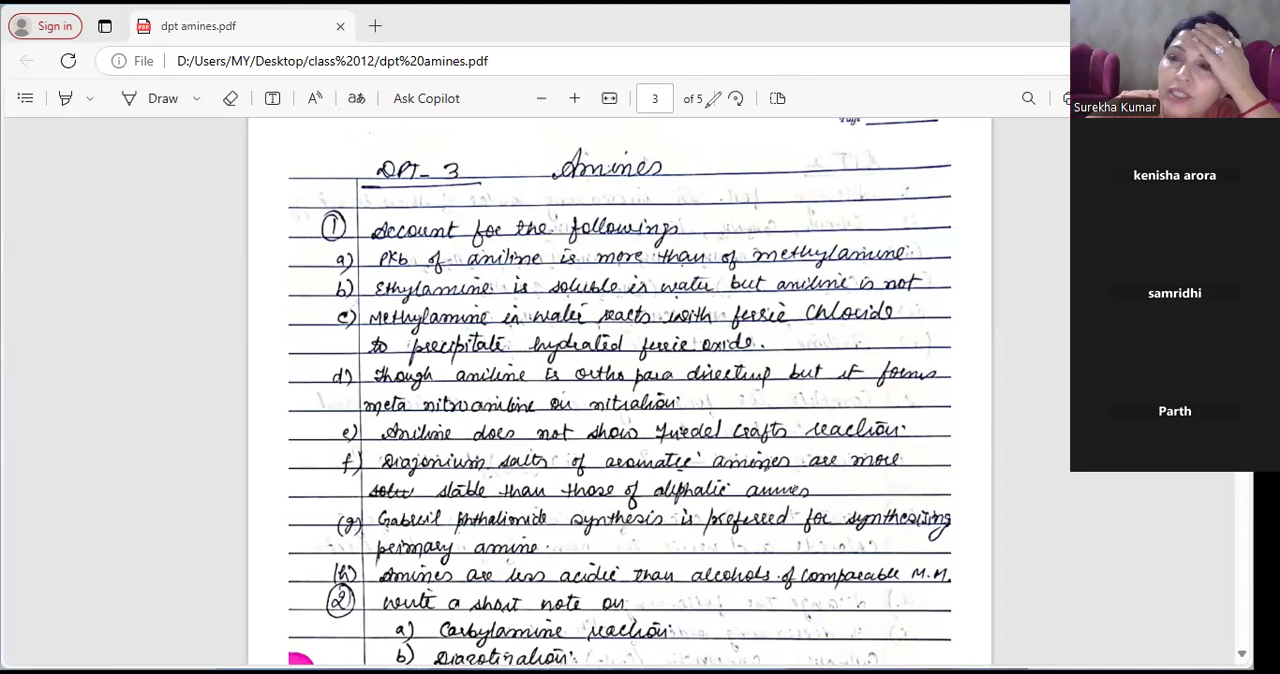 Sign in
dpt amines.pdf
File
D:/Users/MY/Desktop/class%2012/dpt%20amines.pdf
Draw
Ask Copilot
3
of 5
Surekha Kumar
kenisha arora
samridhi
Parth
DPT- 3 Amines
① Account for the followings
a) PKb of aniline is more than of methylamine.
b) Ethylamine is soluble in water but aniline is not
c) Methylamine in water reacts with ferric chloride
to precipitate hydrated ferric oxide.
d) Though aniline is ortho para directing but it forms
meta nitroaniline on nitration.
e) Aniline does not show Friedel Crafts reaction.
f) Diazonium salts of aromatic amines are more
stable than those of aliphatic amines
(g) Gabriel phthalimide synthesis is preferred for synthesizing
primary amine.
(h) Amines are less acidic than alcohols of comparable M.M.
② Write a short note on
a) Carbylamine reaction.
b) Diazotization.